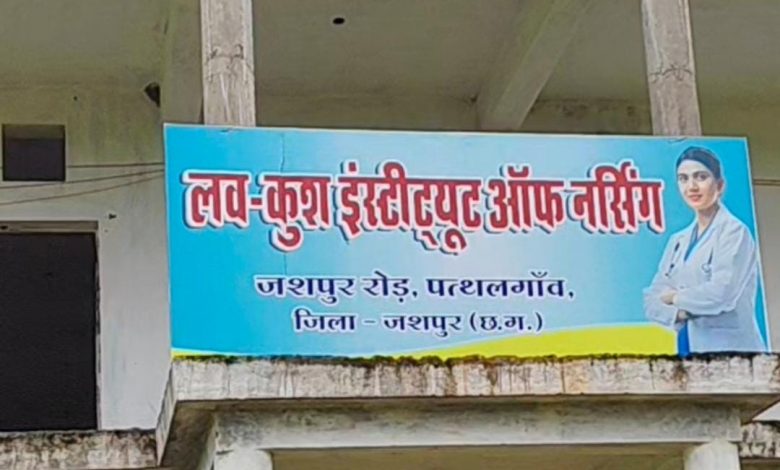 लव-कुश इंस्टीट्यूट ऑफ नर्सिंग
जशपुर रोड़, पत्थलगाँव,
जिला - जशपुर (छ.ग.)